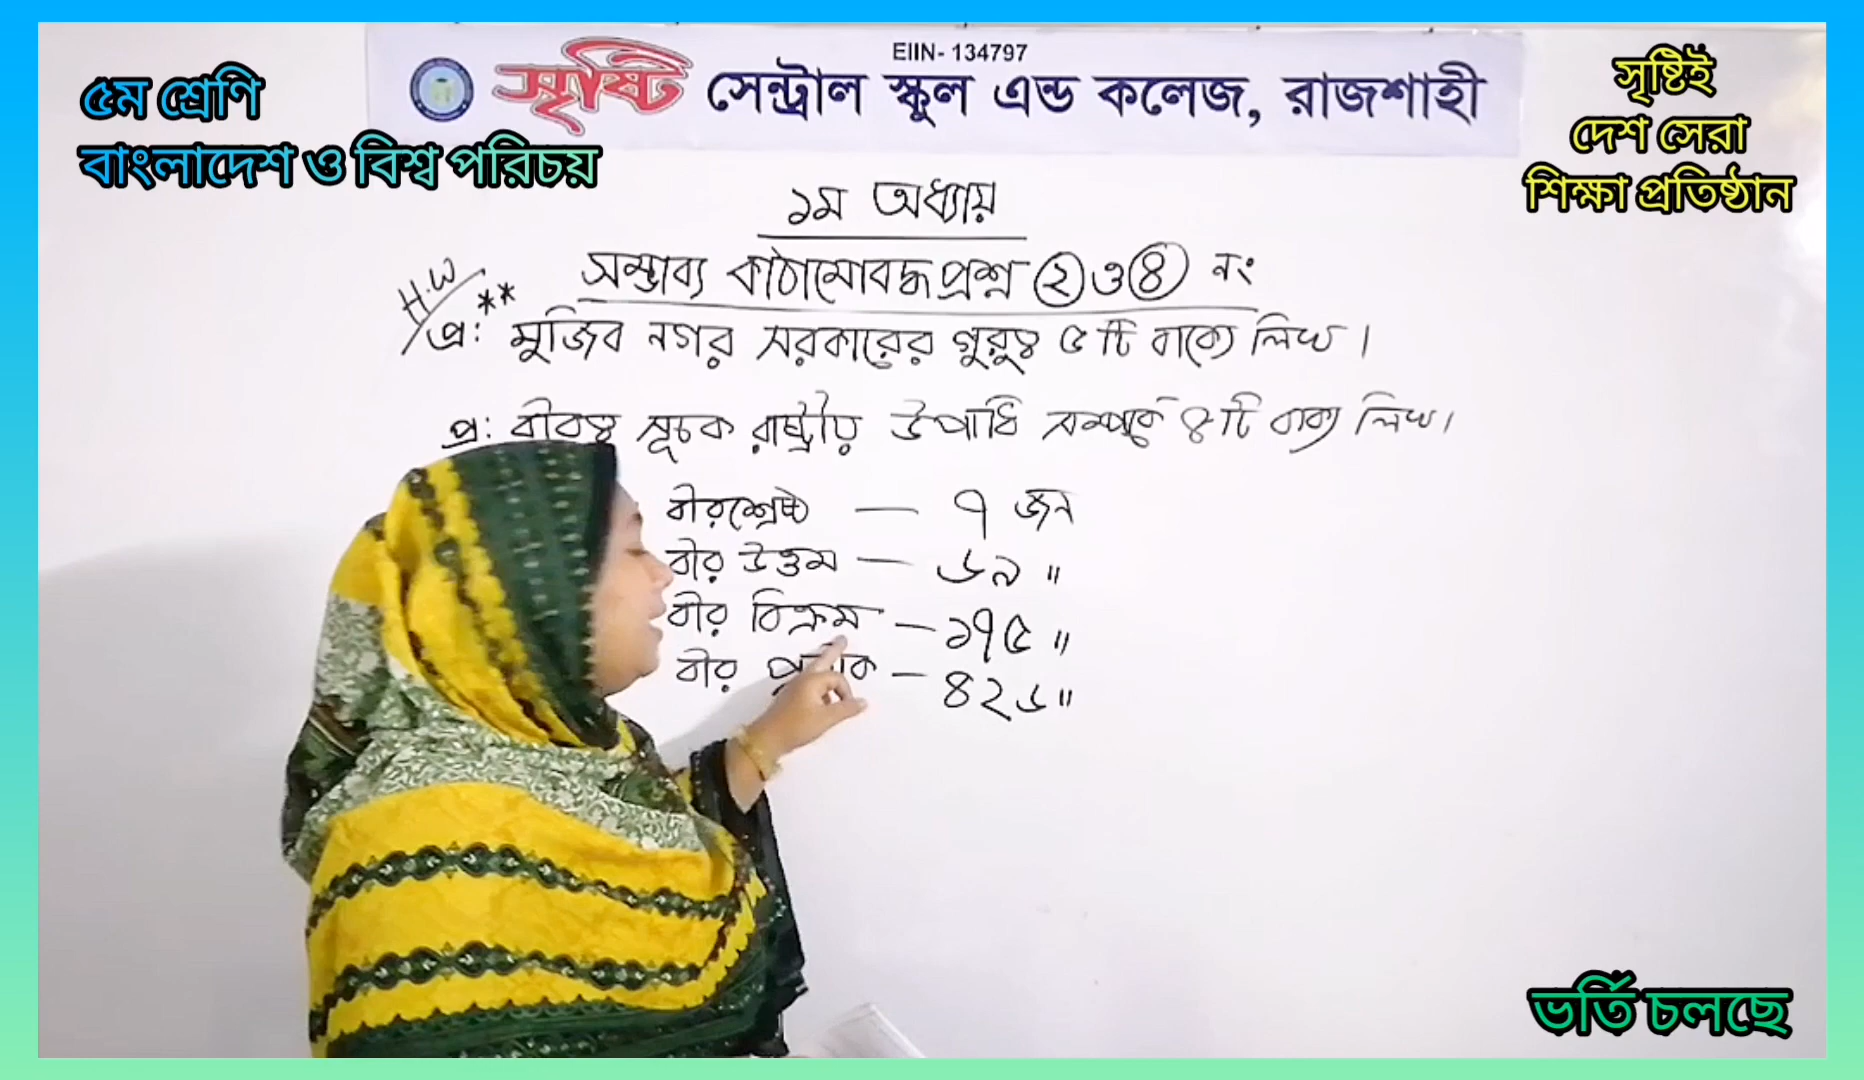 EIIN- 134797
সৃষ্টি সেন্ট্রাল স্কুল এন্ড কলেজ, রাজশাহী
৫ম শ্রেণি
বাংলাদেশ ও বিশ্ব পরিচয়
সৃষ্টিই
দেশ সেরা
শিক্ষা প্রতিষ্ঠান
১ম অধ্যায়
সম্ভাব্য কাঠামোবদ্ধ প্রশ্ন ২ ও ৪ নং
H.W **
প্র: মুজিব নগর সরকারের গুরুত্ব ৫ টি বাক্যে লিখ।
প্র: বীরত্ব সূচক রাষ্ট্রীয় উপাধি সম্পর্কে ৫টি বাক্য লিখ।
বীরশ্রেষ্ঠ — ৭ জন
বীর উত্তম — ৬৯ "
বীর বিক্রম — ১৭৫ "
বীর — ৪২৬ "
ভর্তি চলছে